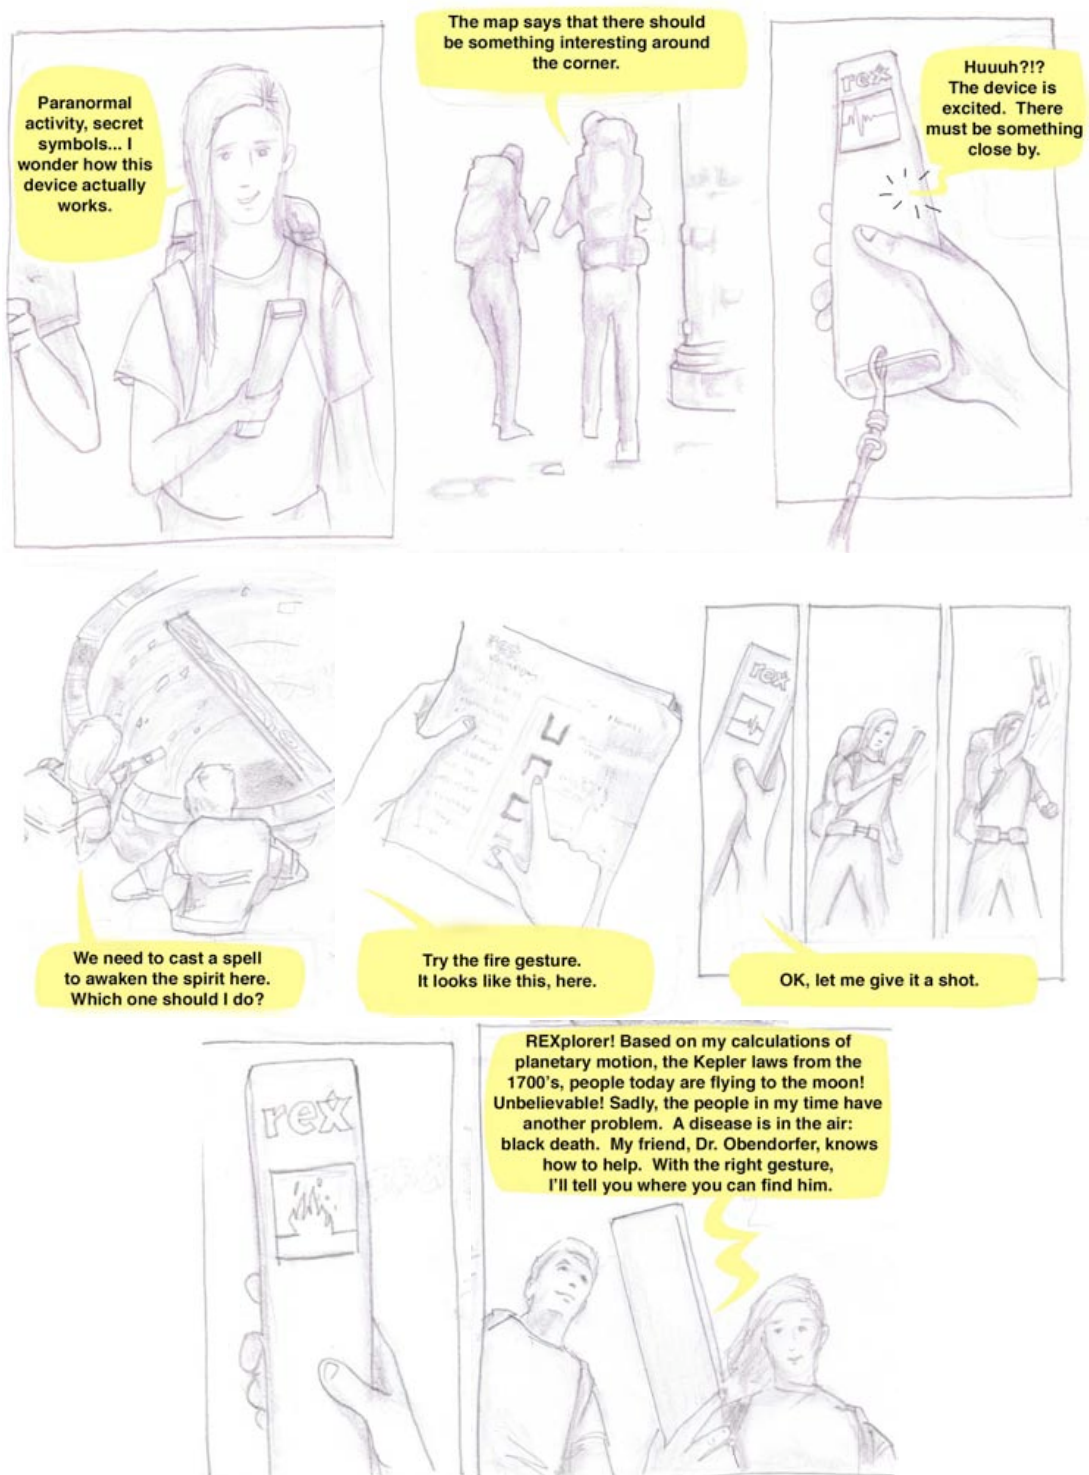 Paranormal
activity, secret
symbols... I
wonder how this
device actually
works.
The map says that there should
be something interesting around
the corner.
rex
Huuuh?!?
The device is
excited. There
must be something
close by.
We need to cast a spell
to awaken the spirit here.
Which one should I do?
Try the fire gesture.
It looks like this, here.
rex
OK, let me give it a shot.
rex
REXplorer! Based on my calculations of
planetary motion, the Kepler laws from the
1700's, people today are flying to the moon!
Unbelievable! Sadly, the people in my time have
another problem. A disease is in the air:
black death. My friend, Dr. Obendorfer, knows
how to help. With the right gesture,
I'll tell you where you can find him.